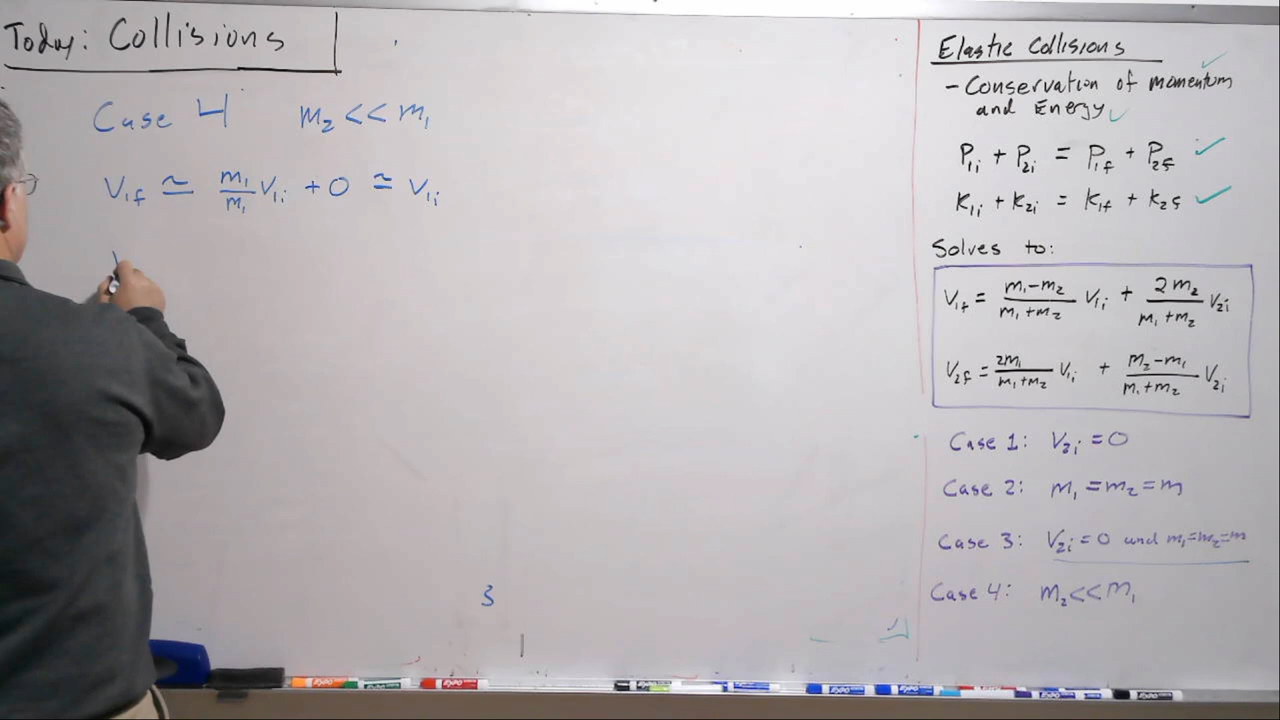 Today: Collisions
Case 4 m₂ << m₁
V₁f ≃ m₁/m₁ V₁i + 0 ≃ V₁i
3
Elastic Collisions
- Conservation of momentum
and Energy
P₁i + P₂i = P₁f + P₂f
K₁i + K₂i = K₁f + K₂f
Solves to:
V₁f = (m₁-m₂)/(m₁+m₂) V₁i + (2m₂)/(m₁+m₂) V₂i
V₂f = (2m₁)/(m₁+m₂) V₁i + (m₂-m₁)/(m₁+m₂) V₂i
Case 1: V₂i = 0
Case 2: m₁ = m₂ = m
Case 3: V₂i = 0 and m₁=m₂=m
Case 4: m₂<<m₁